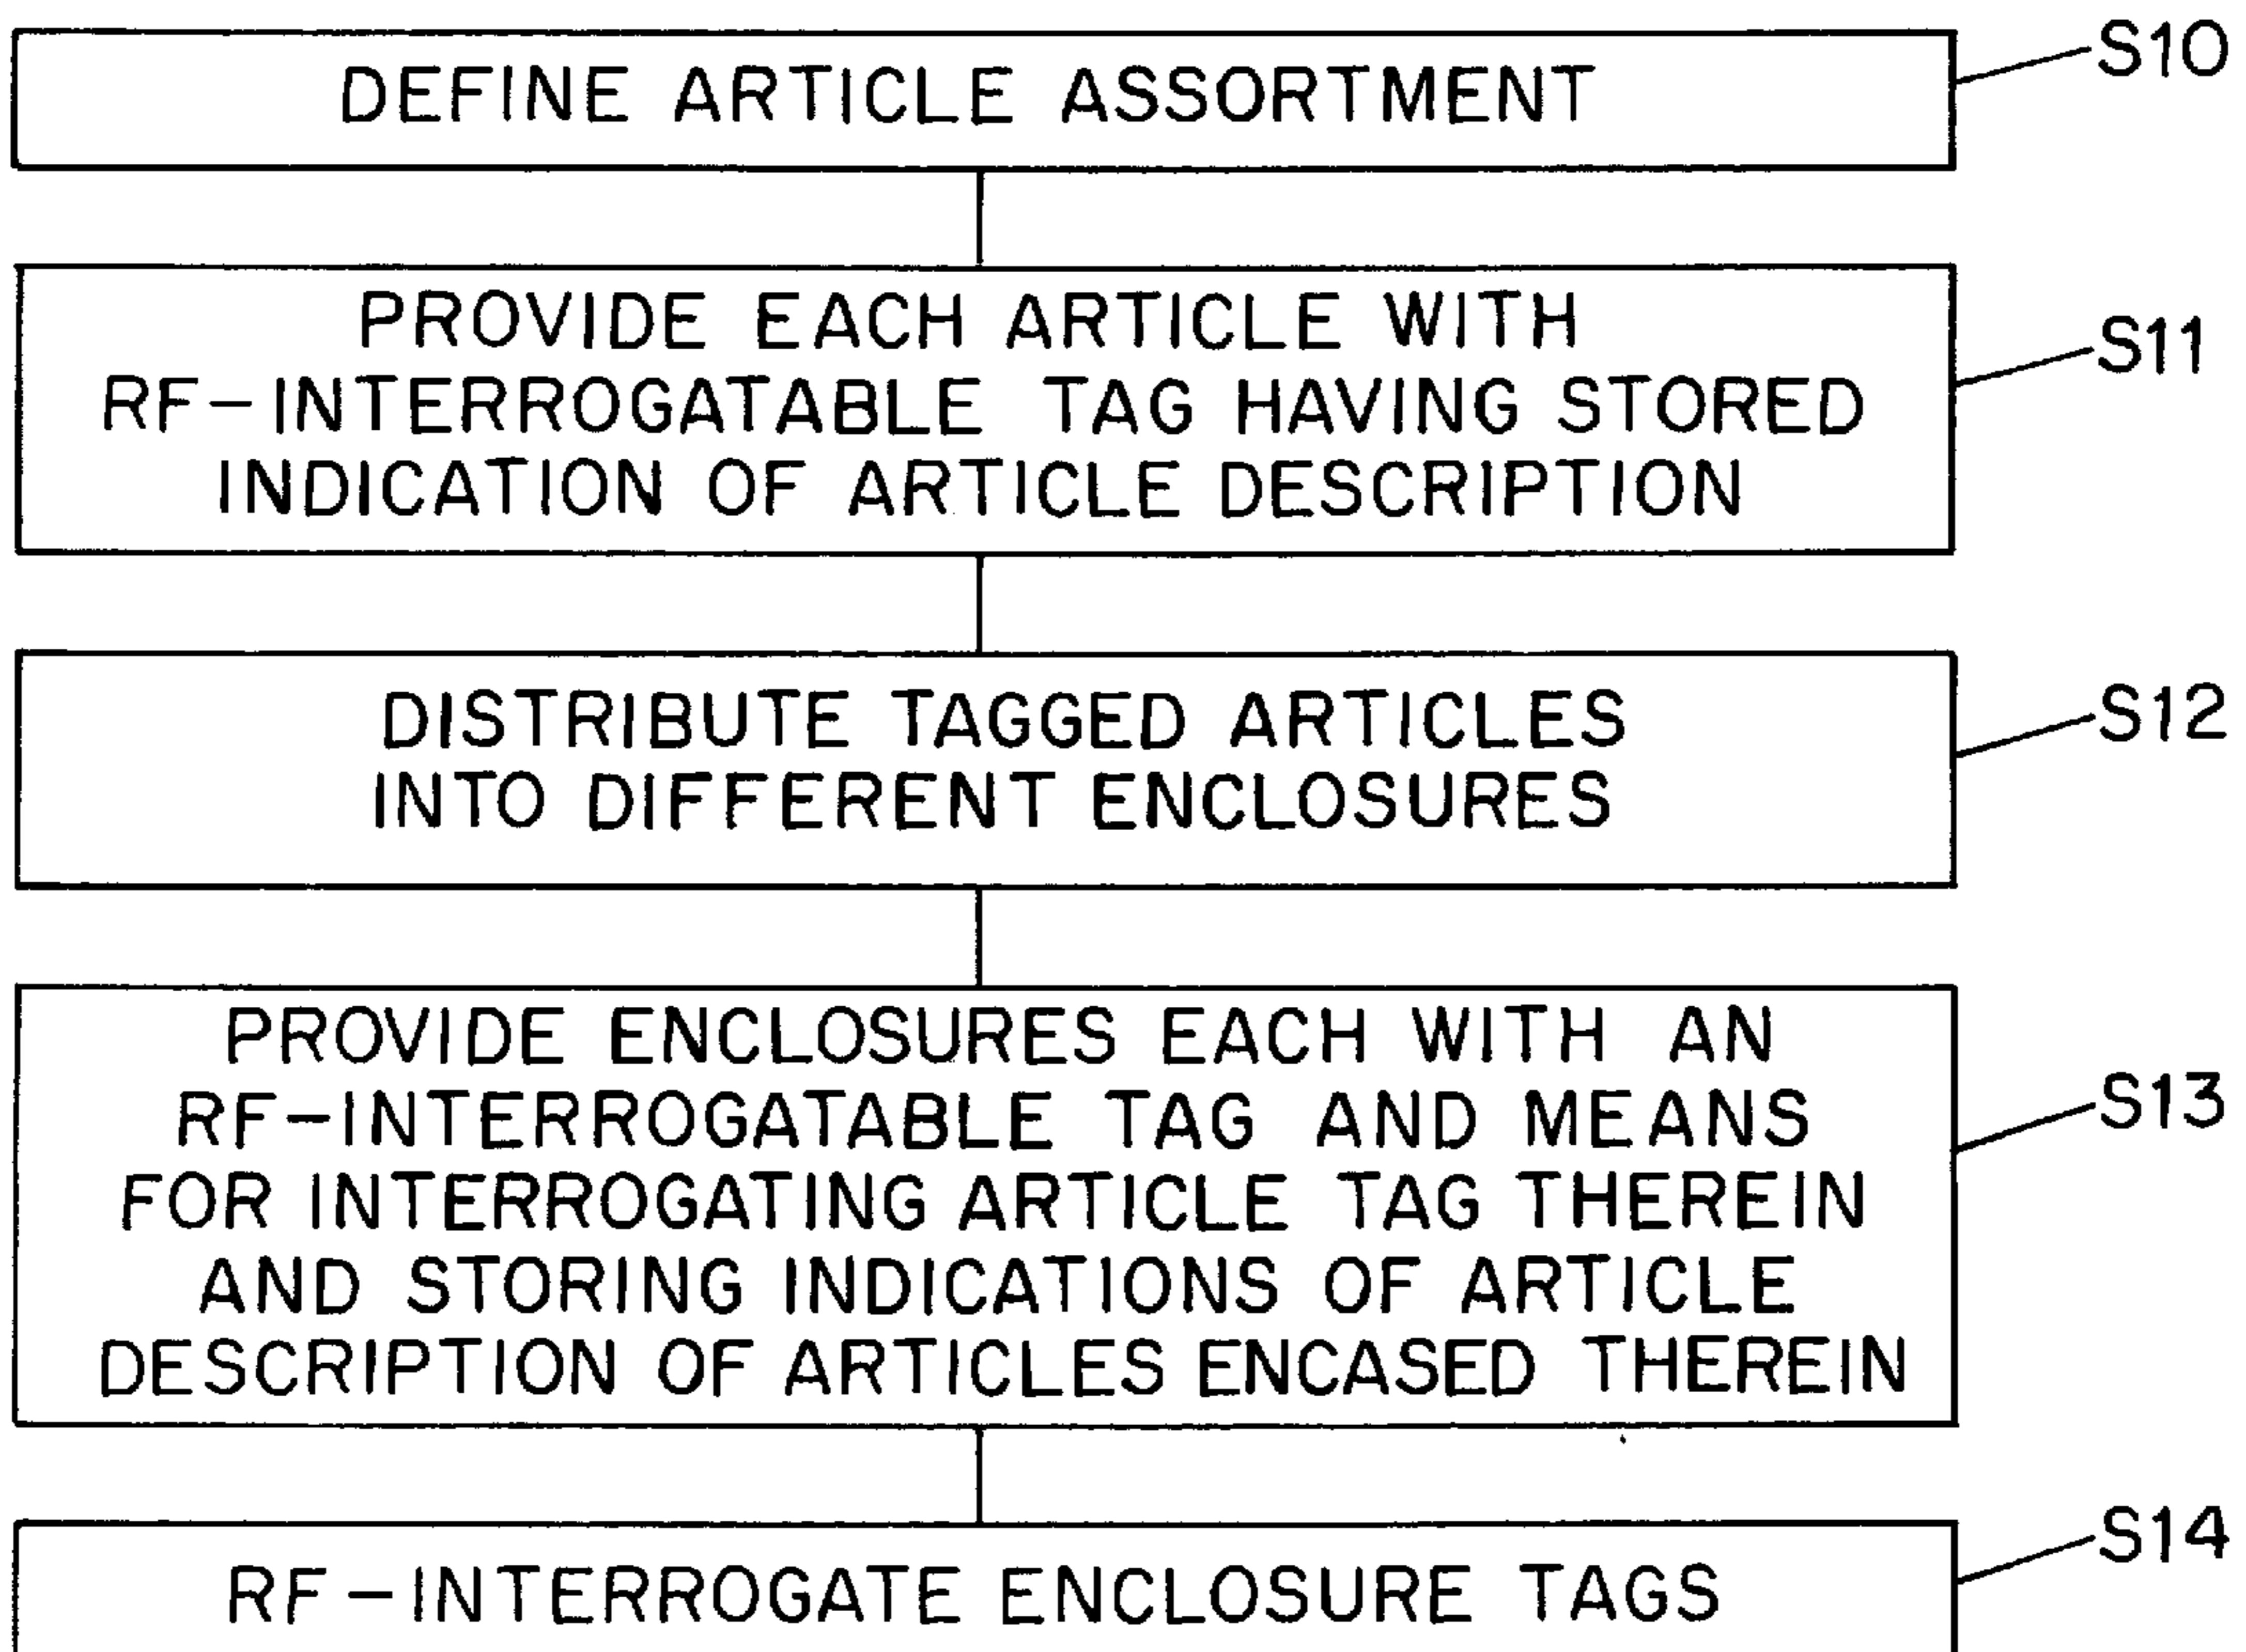 DEFINE ARTICLE ASSORTMENT
S10
PROVIDE EACH ARTICLE WITH
RF-INTERROGATABLE TAG HAVING STORED
INDICATION OF ARTICLE DESCRIPTION
S11
DISTRIBUTE TAGGED ARTICLES
INTO DIFFERENT ENCLOSURES
S12
PROVIDE ENCLOSURES EACH WITH AN
RF-INTERROGATABLE TAG AND MEANS
FOR INTERROGATING ARTICLE TAG THEREIN
AND STORING INDICATIONS OF ARTICLE
DESCRIPTION OF ARTICLES ENCASED THEREIN
S13
RF-INTERROGATE ENCLOSURE TAGS
S14